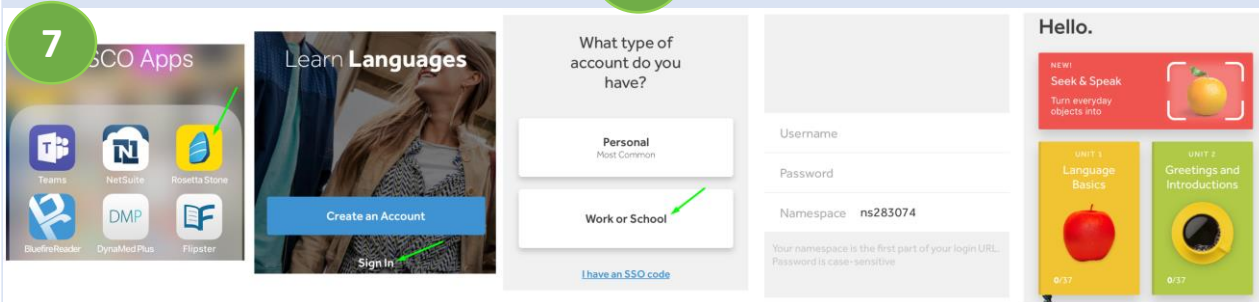 7
SCO Apps
Teams
NetSuite
Rosetta Stone
BluefireReader
DMP
DynaMed Plus
Flipster
Learn Languages
Create an Account
Sign In
What type of
account do you
have?
Personal
Most Common
Work or School
I have an SSO code
Username
Password
Namespace ns283074
Your namespace is the first part of your login URL.
Password is case-sensitive
Hello.
NEW!
Seek & Speak
Turn everyday
objects into
UNIT 1
Language
Basics
0/37
UNIT 2
Greetings and
Introductions
0/37